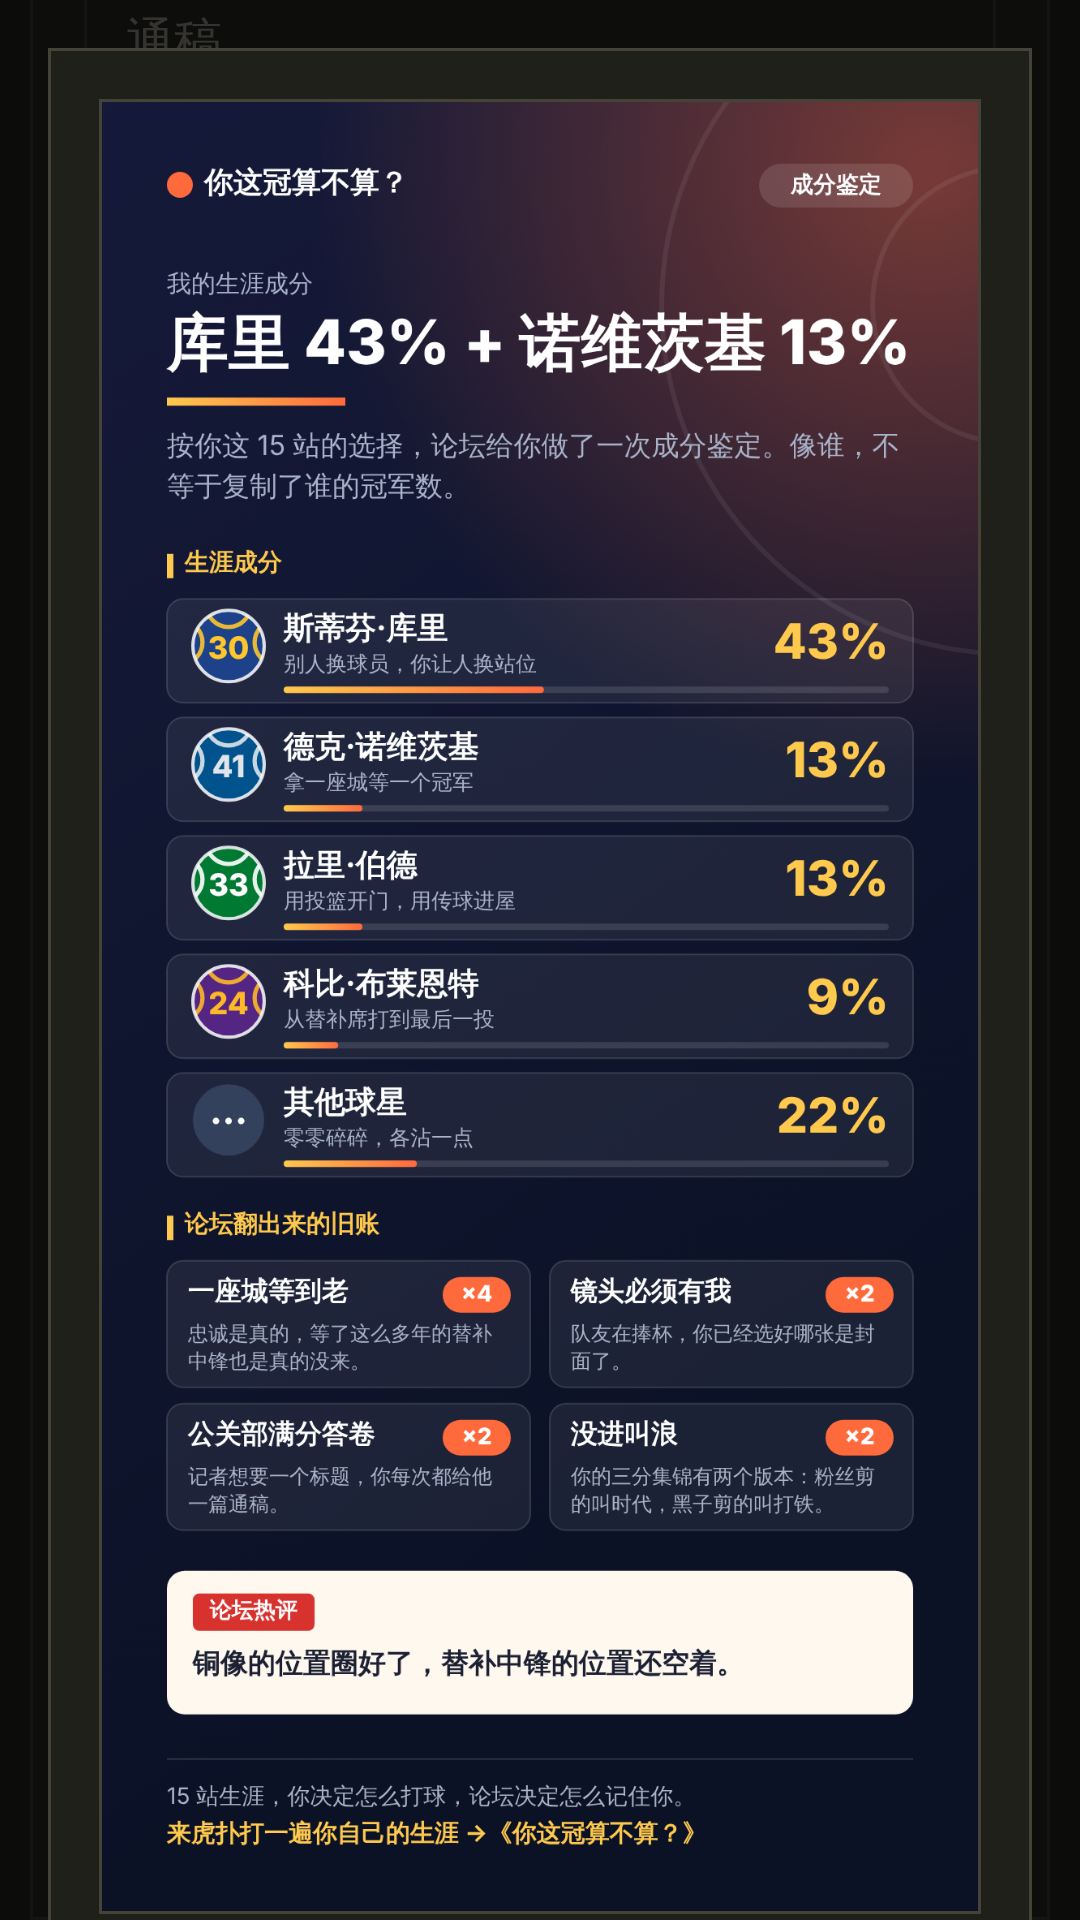 通稿
你这冠算不算？
成分鉴定
我的生涯成分
库里 43% + 诺维茨基 13%
按你这 15 站的选择，论坛给你做了一次成分鉴定。像谁，不
等于复制了谁的冠军数。
生涯成分
30
斯蒂芬·库里
别人换球员，你让人换站位
43%
41
德克·诺维茨基
拿一座城等一个冠军
13%
33
拉里·伯德
用投篮开门，用传球进屋
13%
24
科比·布莱恩特
从替补席打到最后一投
9%
···
其他球星
零零碎碎，各沾一点
22%
论坛翻出来的旧账
一座城等到老
×4
忠诚是真的，等了这么多年的替补
中锋也是真的没来。
镜头必须有我
×2
队友在捧杯，你已经选好哪张是封
面了。
公关部满分答卷
×2
记者想要一个标题，你每次都给他
一篇通稿。
没进叫浪
×2
你的三分集锦有两个版本：粉丝剪
的叫时代，黑子剪的叫打铁。
论坛热评
铜像的位置圈好了，替补中锋的位置还空着。
15 站生涯，你决定怎么打球，论坛决定怎么记住你。
来虎扑打一遍你自己的生涯 →《你这冠算不算？》